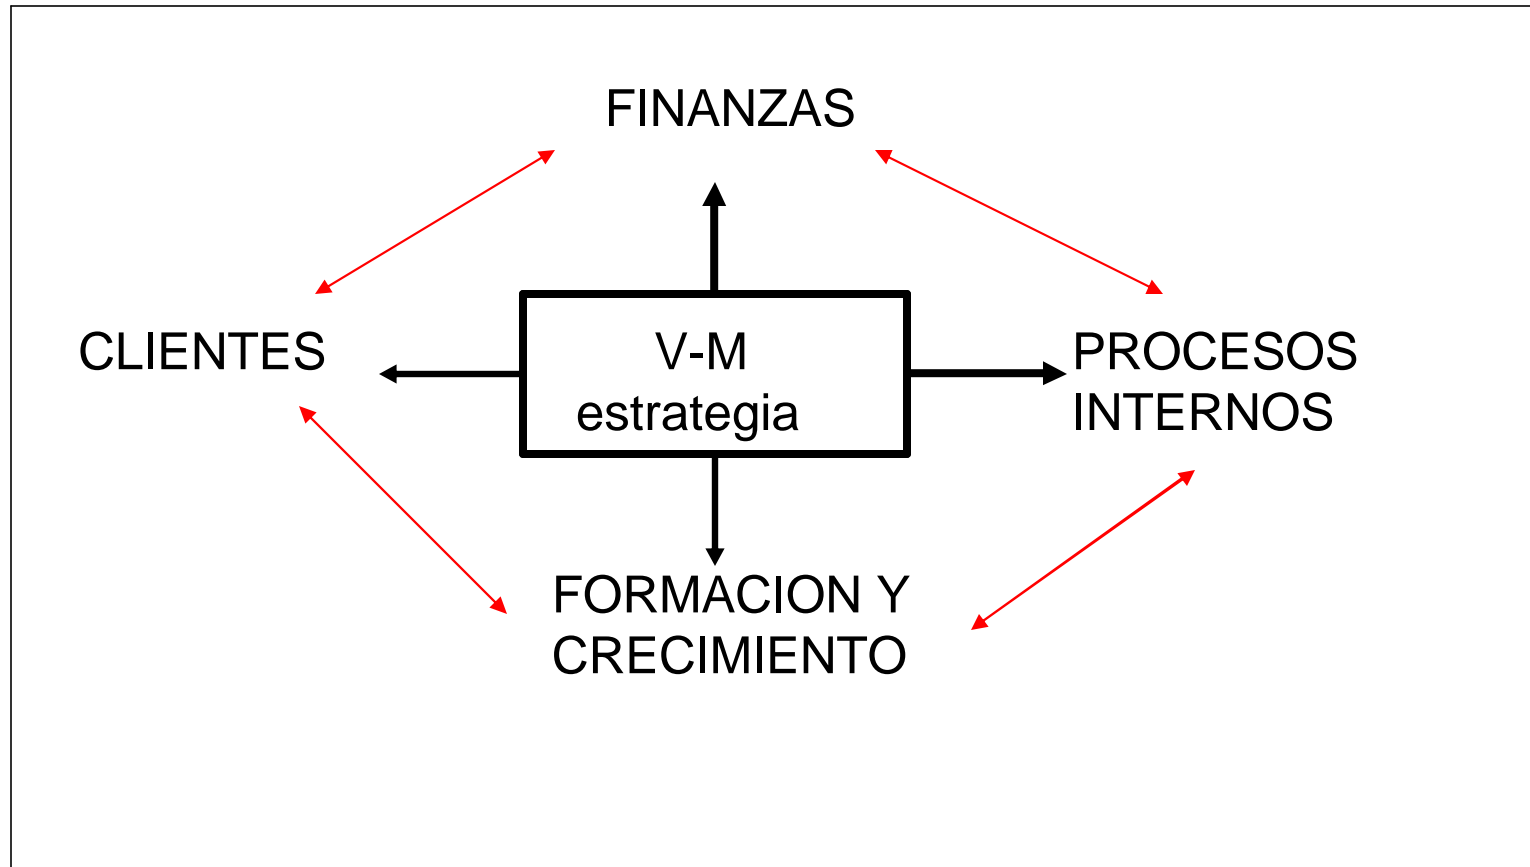 FINANZAS
CLIENTES
V-M
estrategia
PROCESOS
INTERNOS
FORMACION Y
CRECIMIENTO